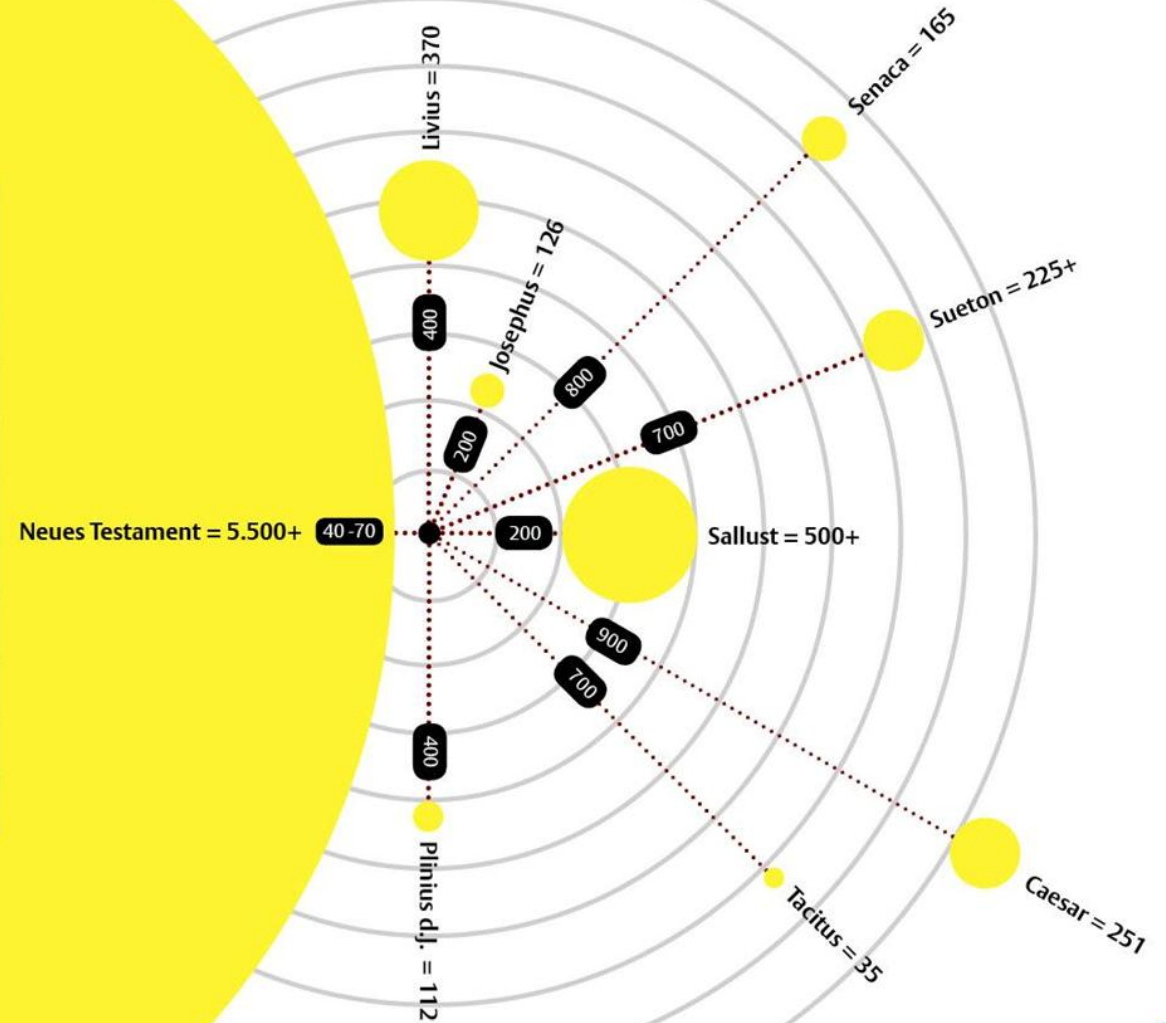 Livius = 370
400
Josephus = 126
200
Senaca = 165
800
Sueton = 225+
700
Neues Testament = 5.500+
40 -70
200
Sallust = 500+
900
Caesar = 251
700
Tacitus = 35
400
Plinius d.J. = 112